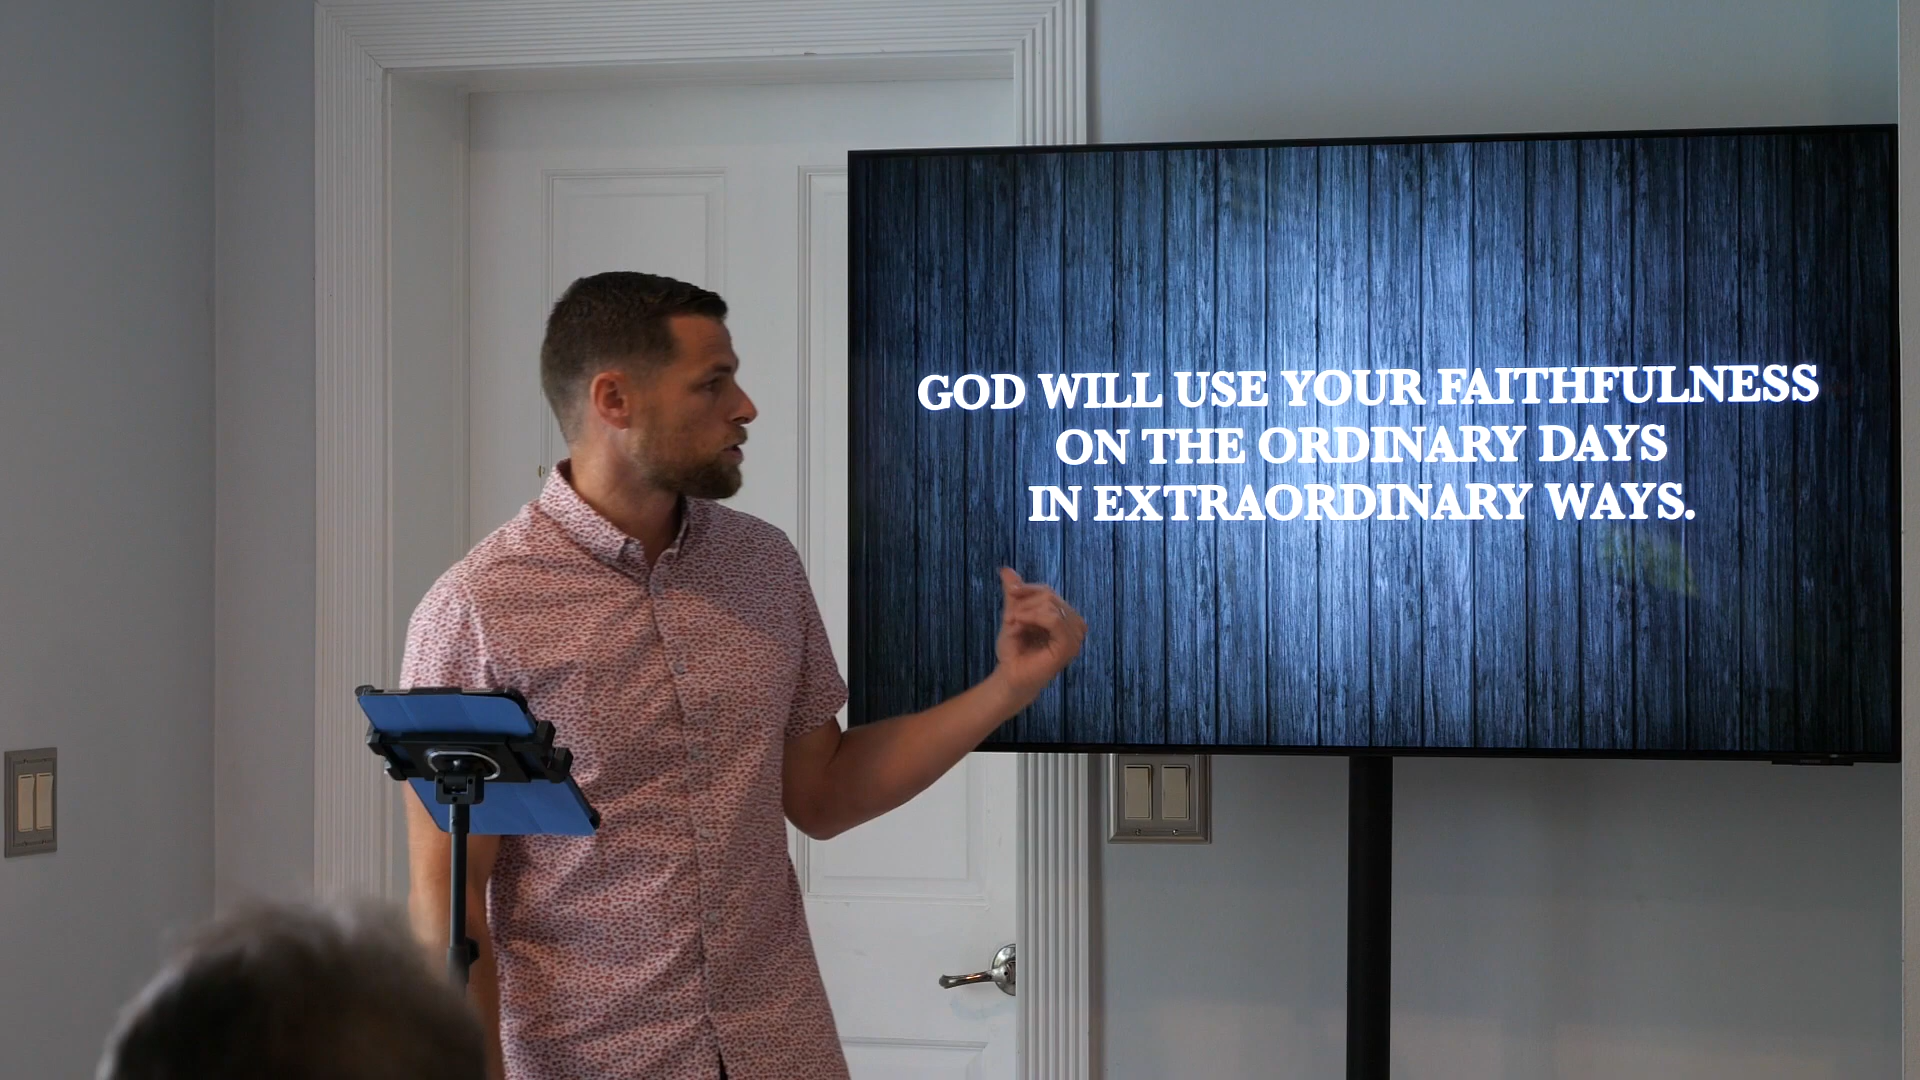 GOD WILL USE YOUR FAITHFULNESS
ON THE ORDINARY DAYS
IN EXTRAORDINARY WAYS.